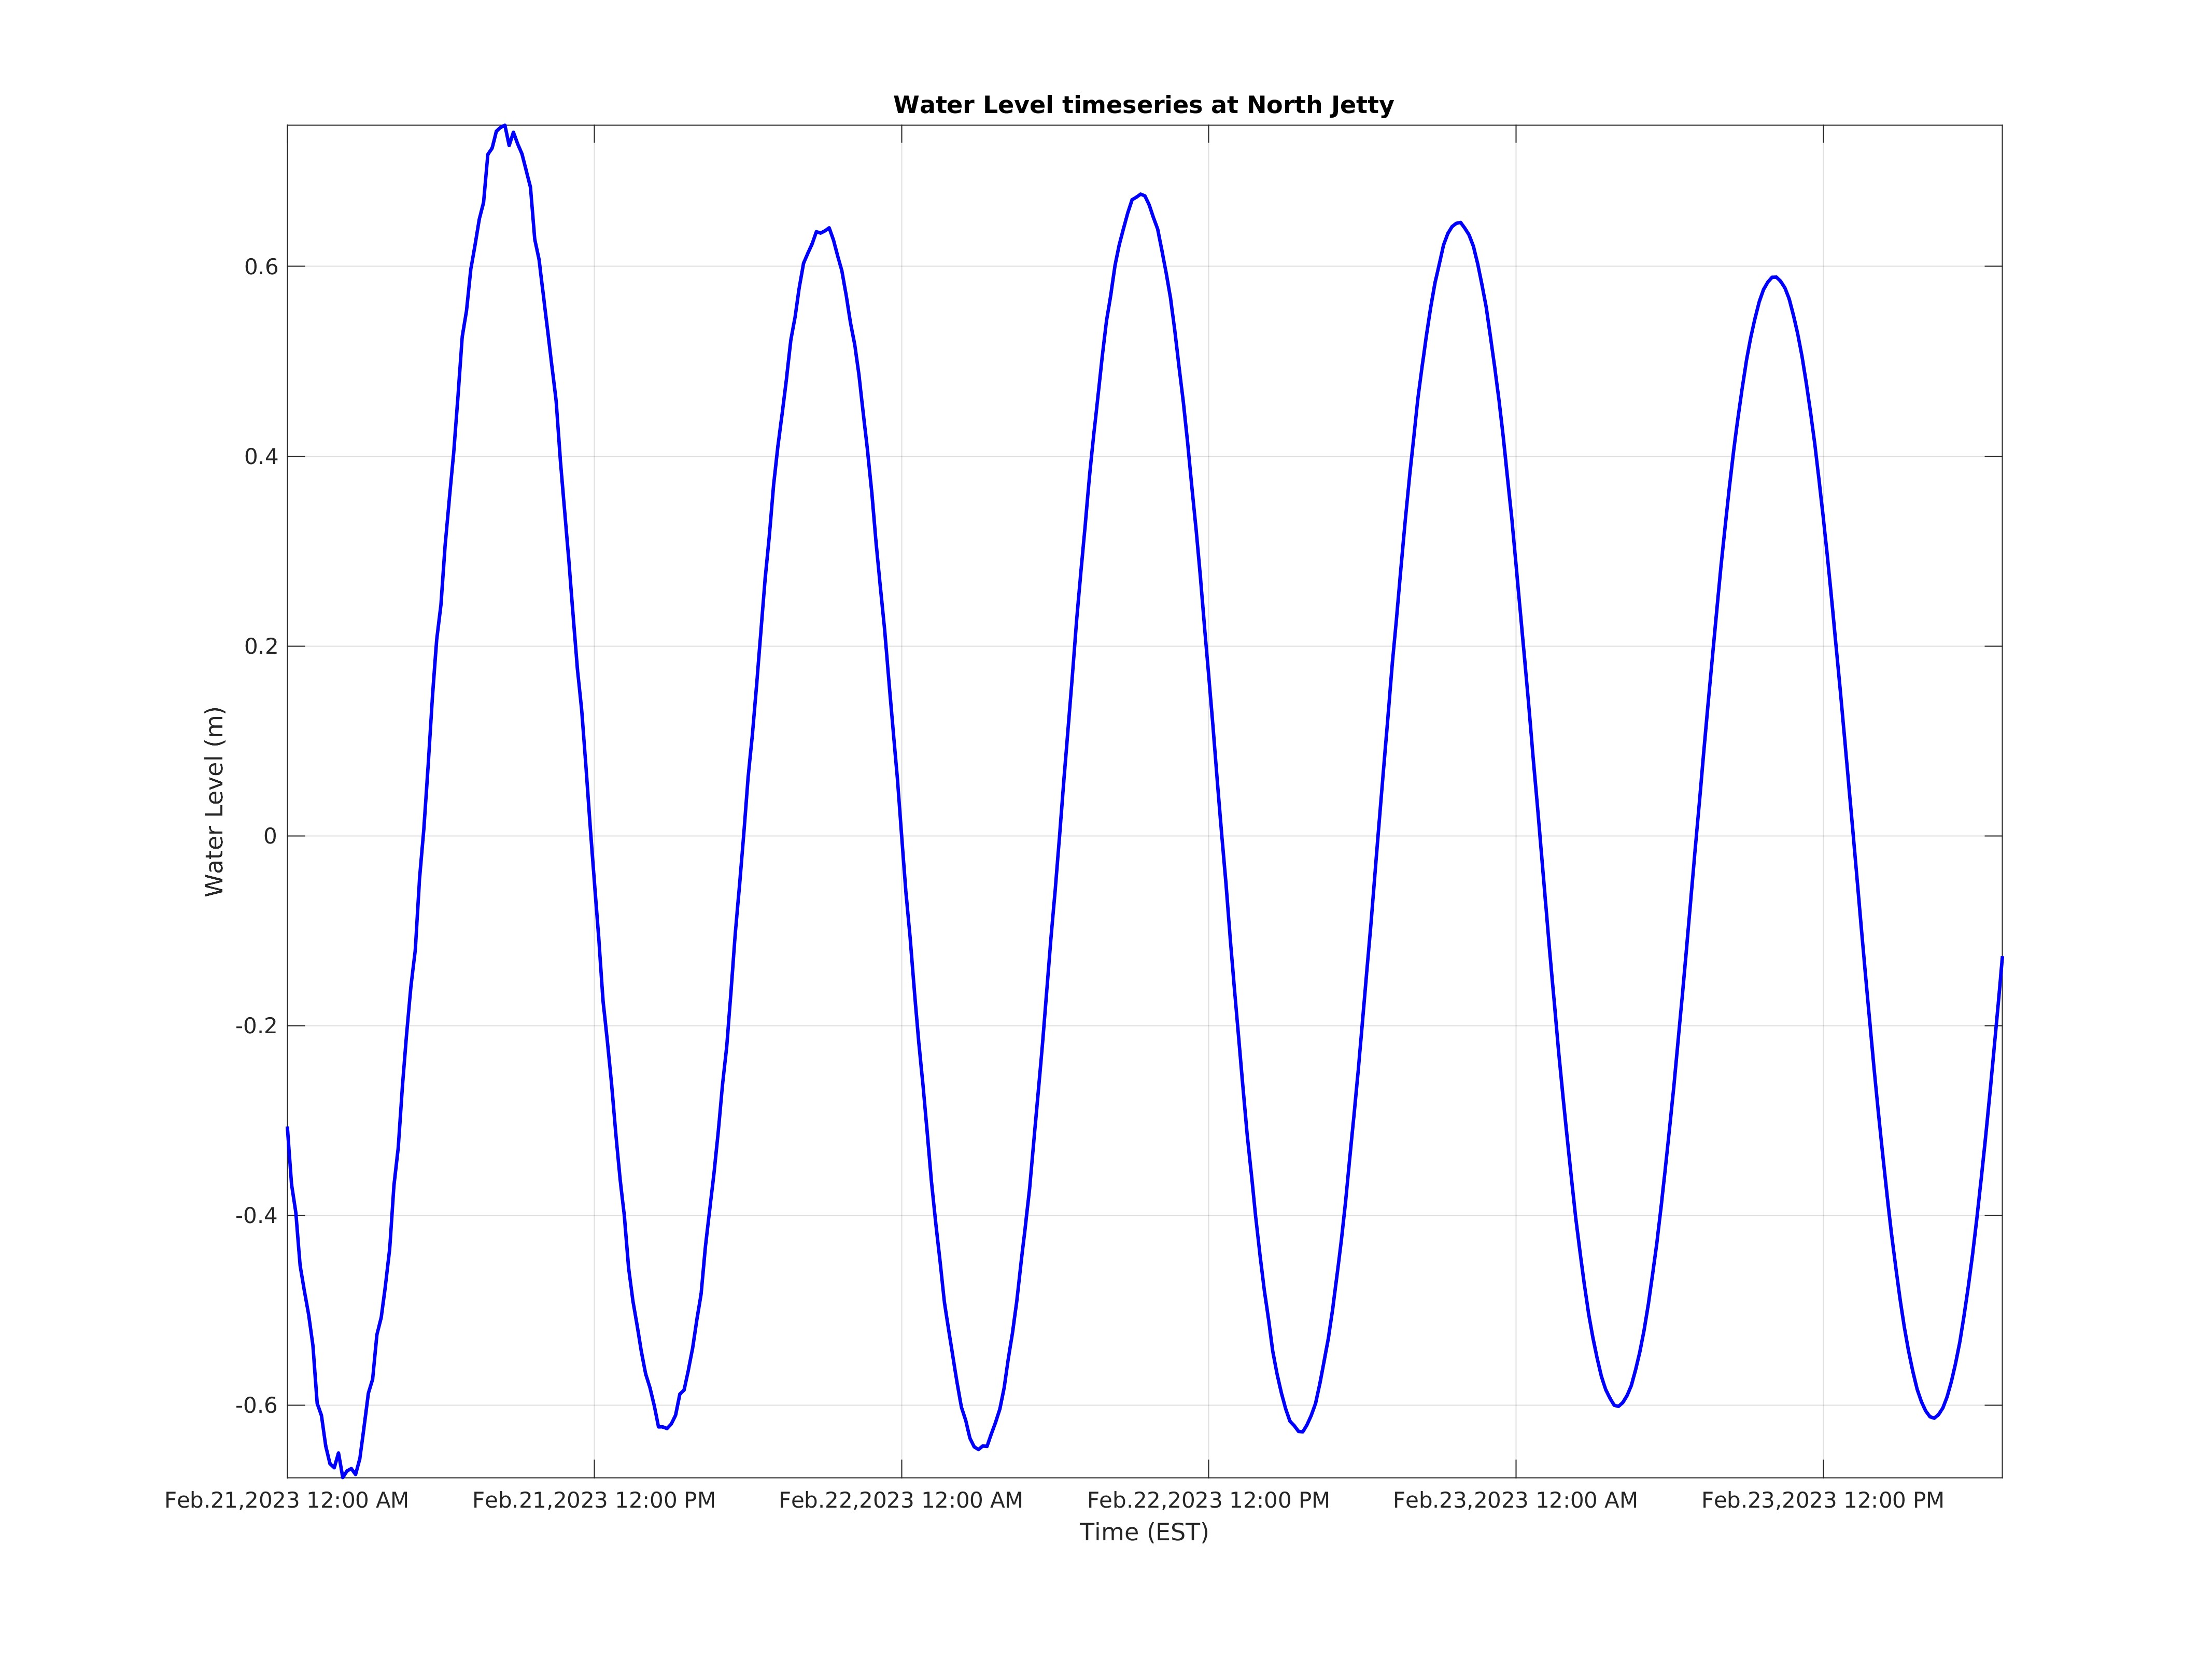 Water Level timeseries at North Jetty
Water Level (m)
0.6
0.4
0.2
0
-0.2
-0.4
-0.6
Feb.21,2023 12:00 AM
Feb.21,2023 12:00 PM
Feb.22,2023 12:00 AM
Feb.22,2023 12:00 PM
Feb.23,2023 12:00 AM
Feb.23,2023 12:00 PM
Time (EST)